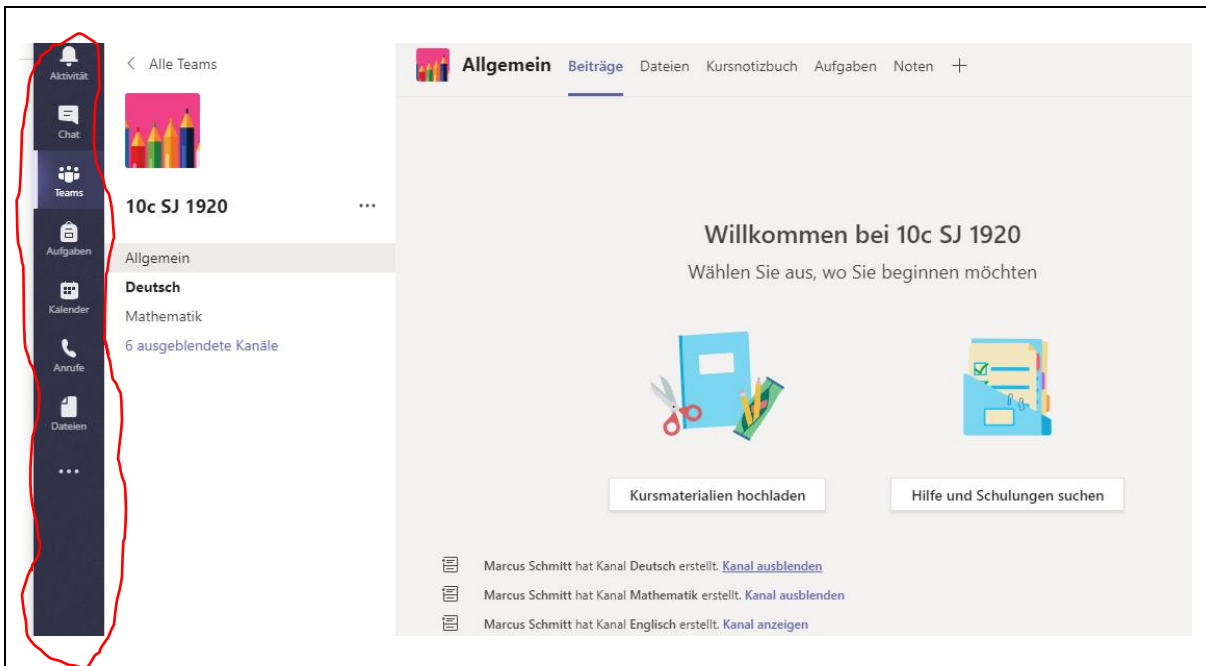 Aktivität
Chat
Teams
Aufgaben
Kalender
Anrufe
Dateien
Alle Teams
10c SJ 1920
Allgemein
Deutsch
Mathematik
6 ausgeblendete Kanäle
Allgemein Beiträge Dateien Kursnotizbuch Aufgaben Noten
Willkommen bei 10c SJ 1920
Wählen Sie aus, wo Sie beginnen möchten
Kursmaterialien hochladen
Hilfe und Schulungen suchen
Marcus Schmitt hat Kanal Deutsch erstellt. Kanal ausblenden
Marcus Schmitt hat Kanal Mathematik erstellt. Kanal ausblenden
Marcus Schmitt hat Kanal Englisch erstellt. Kanal anzeigen